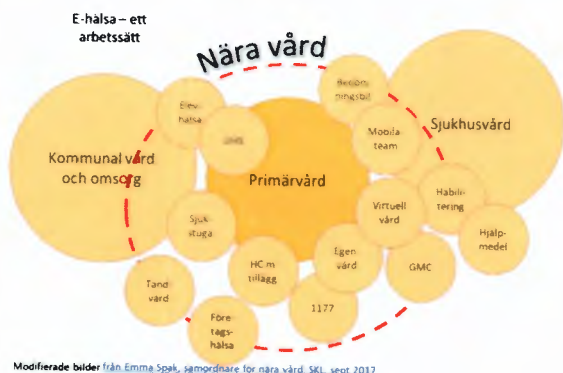 E-hälsa – ett
arbetssätt
Nära vård
Elev-
hälsa
Kommunal vård
och omsorg
Primärvård
Mobila
team
Sjukhusvård
Sjuk
stuga
Virtuell
vård
Habili-
tering
Hjälp-
medel
HC m
tillägg
Egen
vård
GMC
Tand
vård
Före-
tags-
hälsa
1177
Modifierade bilder från Emma Spak, samordnare för nära vård, SKL, sept 2017